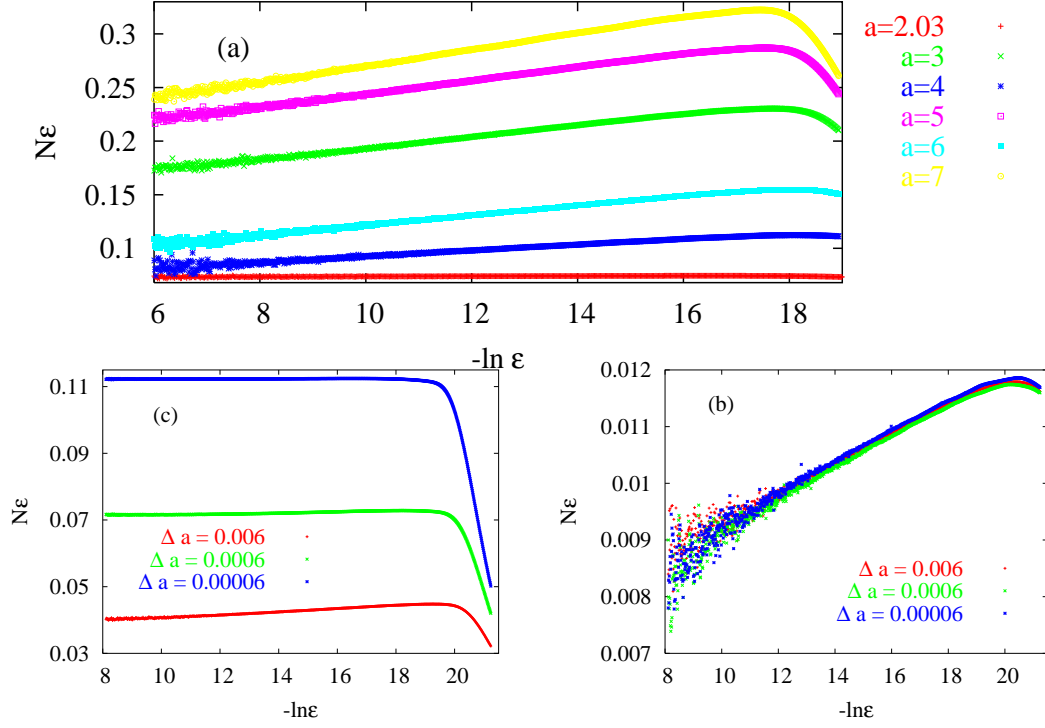 (a)
Nε
0.3
0.25
0.2
0.15
0.1
6 8 10 12 14 16 18
-ln ε
a=2.03
a=3
a=4
a=5
a=6
a=7
(c)
Nε
0.11
0.09
0.07
0.05
0.03
Δ a = 0.006
Δ a = 0.0006
Δ a = 0.00006
8 10 12 14 16 18 20
-lnε
(b)
Nε
0.012
0.011
0.01
0.009
0.008
0.007
Δ a = 0.006
Δ a = 0.0006
Δ a = 0.00006
8 10 12 14 16 18 20
-lnε